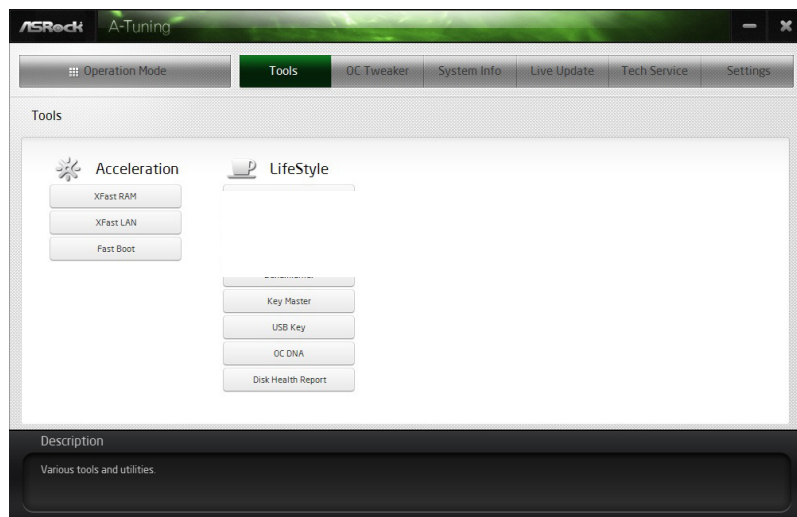 ASRock A-Tuning
Operation Mode Tools OC Tweaker System Info Live Update Tech Service Settings
Tools
Acceleration
XFast RAM
XFast LAN
Fast Boot
LifeStyle
Key Master
USB Key
OC DNA
Disk Health Report
Description
Various tools and utilities.